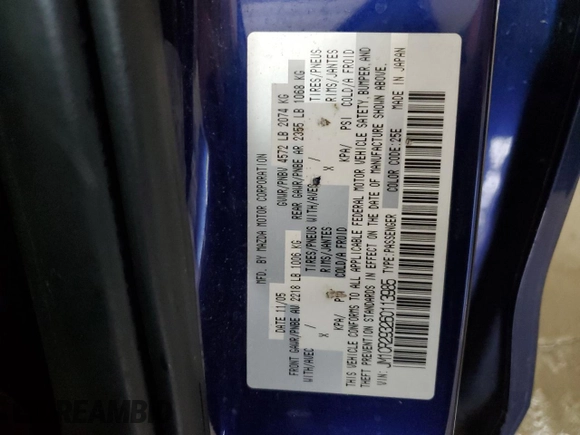 MFD. BY MAZDA MOTOR CORPORATION
DATE 11/05 GVWR/PNBV 4572 LB 2074 KG
FRONT GAWR/PNBE AV 2218 LB 1006 KG REAR GAWR/PNBE AR 2355 LB 1068 KG
WITH/AVEC / TIRES/PNEUS WITH/AVEC / TIRES/PNEUS
X RIMS/JANTES X RIMS/JANTES
KPA/ PSI COLD/A FROID KPA/ PSI COLD/A FROID
THIS VEHICLE CONFORMS TO ALL APPLICABLE FEDERAL MOTOR VEHICLE SAFETY, BUMPER, AND
THEFT PREVENTION STANDARDS IN EFFECT ON THE DATE OF MANUFACTURE SHOWN ABOVE.
VIN: TYPE:PASSENGER COLOR CODE:25E MADE IN JAPAN